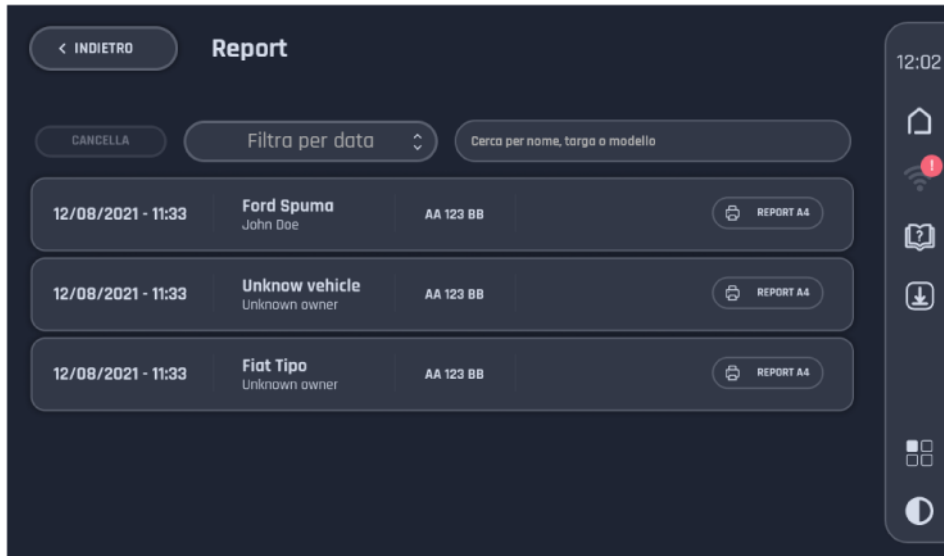 INDIETRO
Report
12:02
CANCELLA
Filtra per data
Cerca per nome, targa o modello
12/08/2021 - 11:33
Ford Spuma
John Doe
AA 123 BB
REPORT A4
12/08/2021 - 11:33
Unknow vehicle
Unknown owner
AA 123 BB
REPORT A4
12/08/2021 - 11:33
Fiat Tipo
Unknown owner
AA 123 BB
REPORT A4